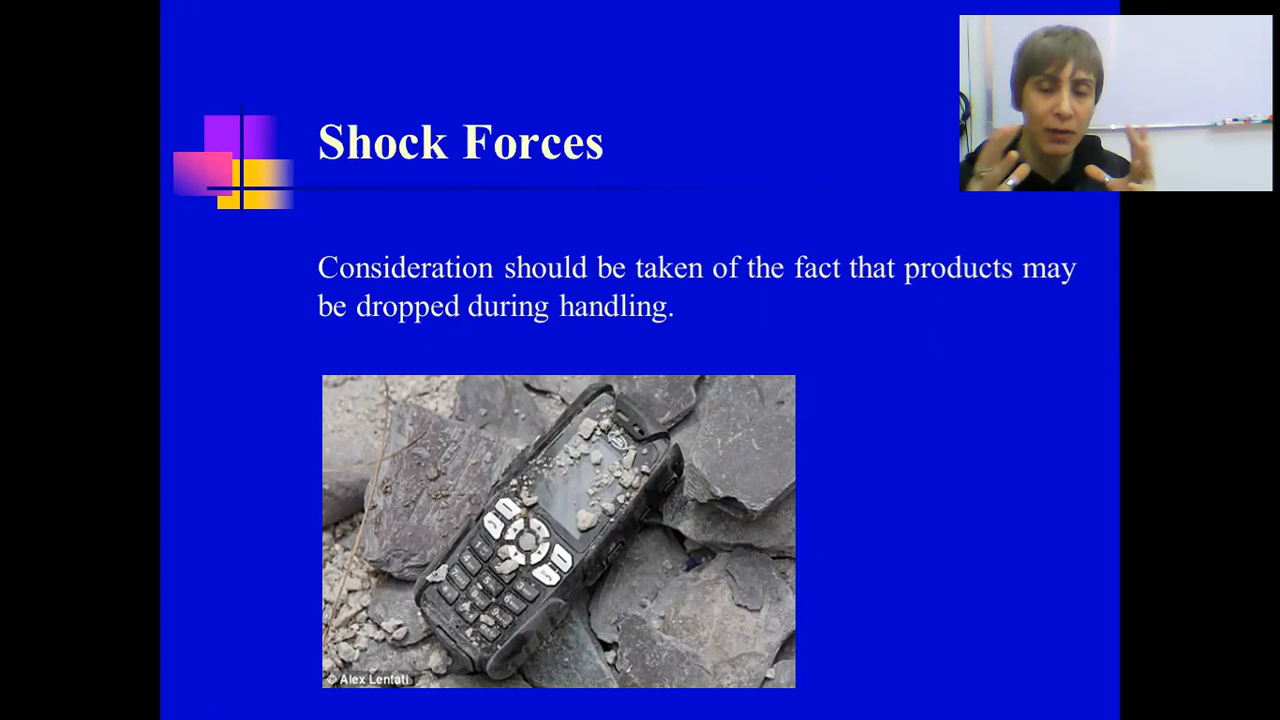 Shock Forces
Consideration should be taken of the fact that products may
be dropped during handling.
© Alex Lentati